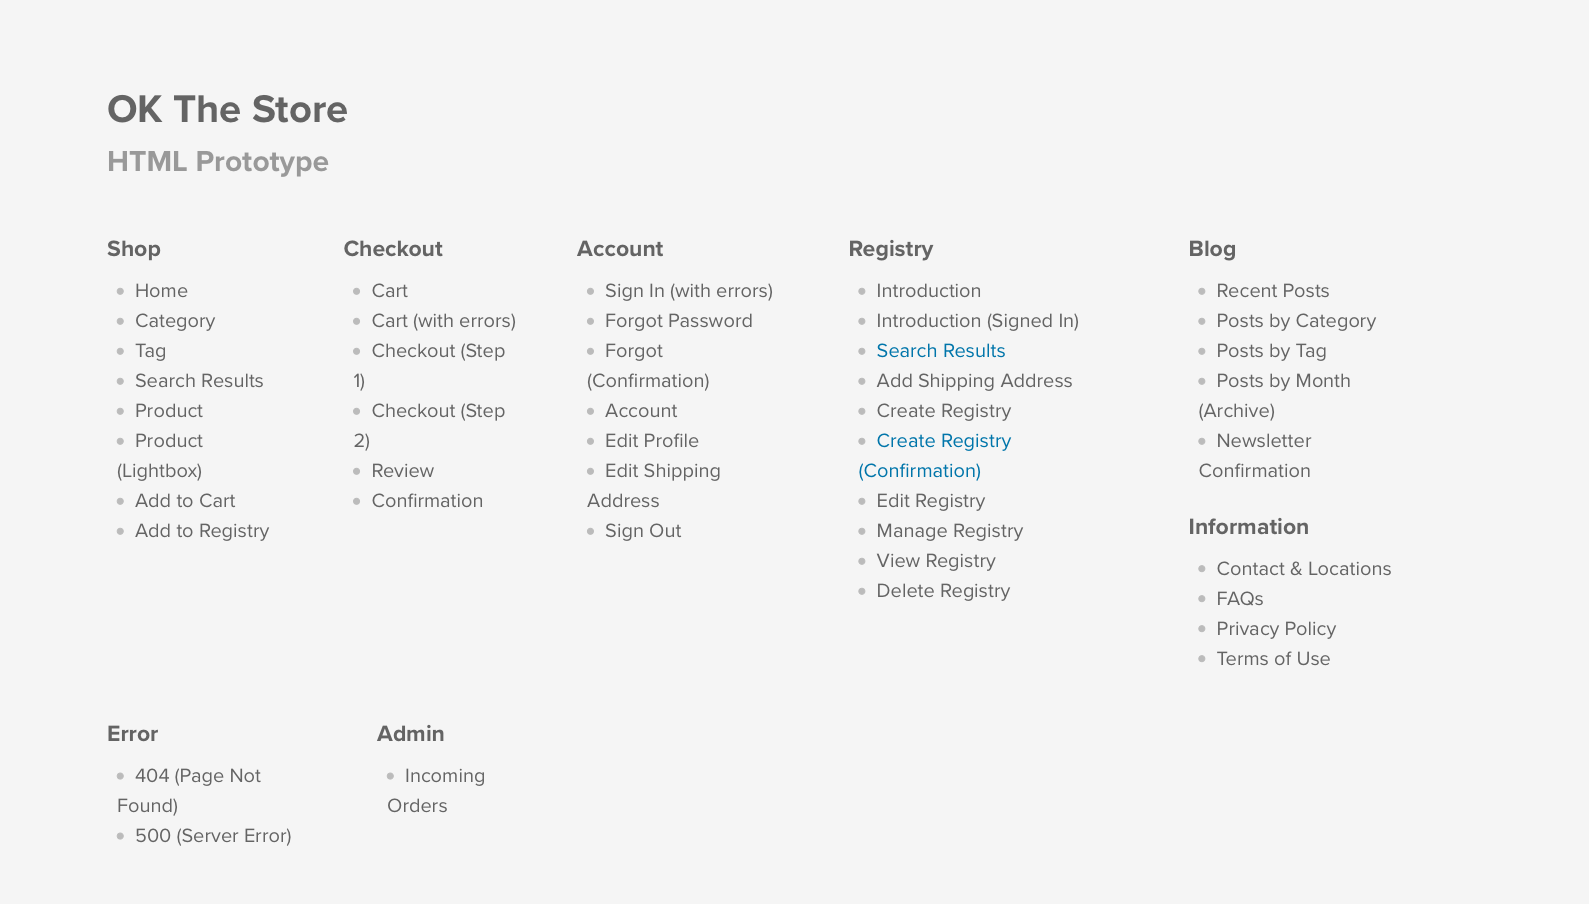 OK The Store
HTML Prototype
Shop
Home
Category
Tag
Search Results
Product
Product
(Lightbox)
Add to Cart
Add to Registry
Checkout
Cart
Cart (with errors)
Checkout (Step
1)
Checkout (Step
2)
Review
Confirmation
Account
Sign In (with errors)
Forgot Password
Forgot
(Confirmation)
Account
Edit Profile
Edit Shipping
Address
Sign Out
Registry
Introduction
Introduction (Signed In)
Search Results
Add Shipping Address
Create Registry
Create Registry
(Confirmation)
Edit Registry
Manage Registry
View Registry
Delete Registry
Blog
Recent Posts
Posts by Category
Posts by Tag
Posts by Month
(Archive)
Newsletter
Confirmation
Information
Contact & Locations
FAQs
Privacy Policy
Terms of Use
Error
404 (Page Not
Found)
500 (Server Error)
Admin
Incoming
Orders